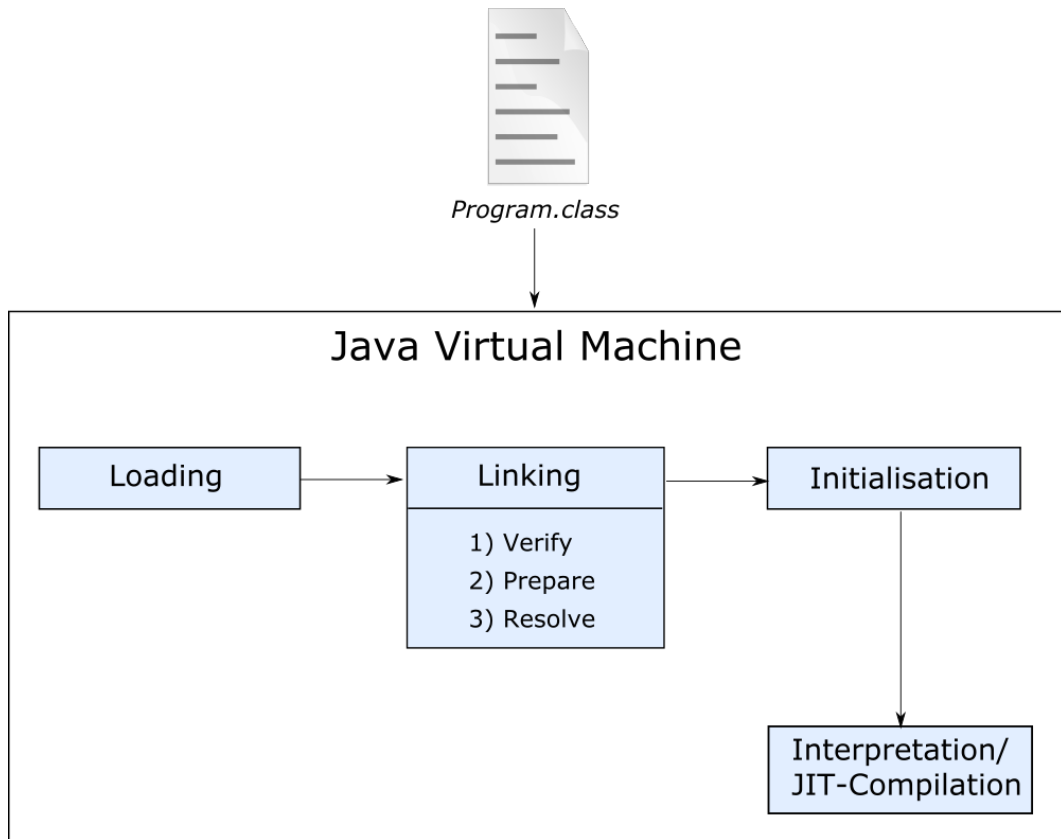 Program.class
Java Virtual Machine
Loading
Linking
1) Verify
2) Prepare
3) Resolve
Initialisation
Interpretation/
JIT-Compilation